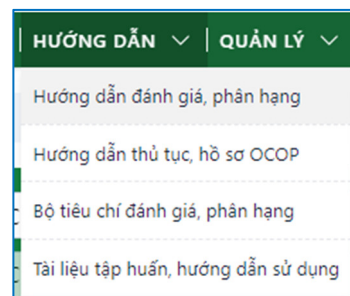 HƯỚNG DẪN
QUẢN LÝ
Hướng dẫn đánh giá, phân hạng
Hướng dẫn thủ tục, hồ sơ OCOP
Bộ tiêu chí đánh giá, phân hạng
Tài liệu tập huấn, hướng dẫn sử dụng